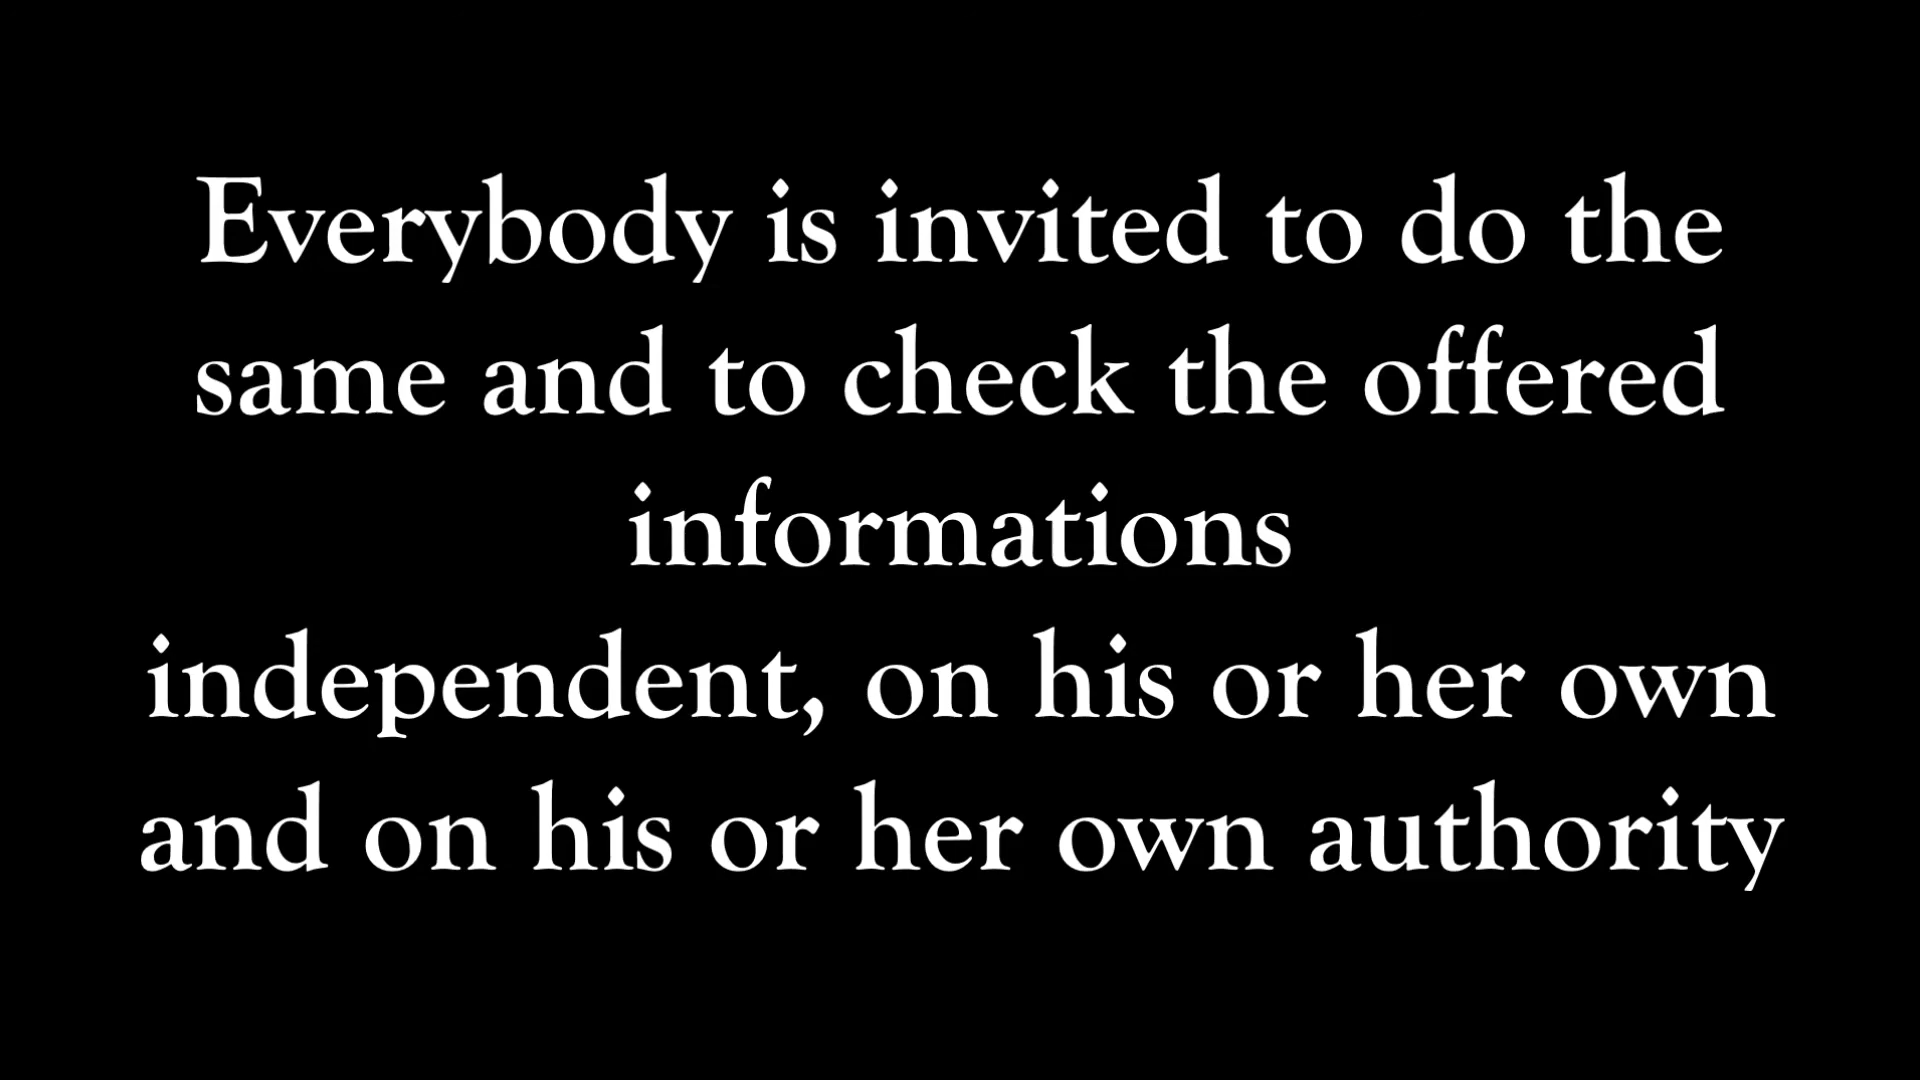 Everybody is invited to do the
same and to check the offered
informations
independent, on his or her own
and on his or her own authority